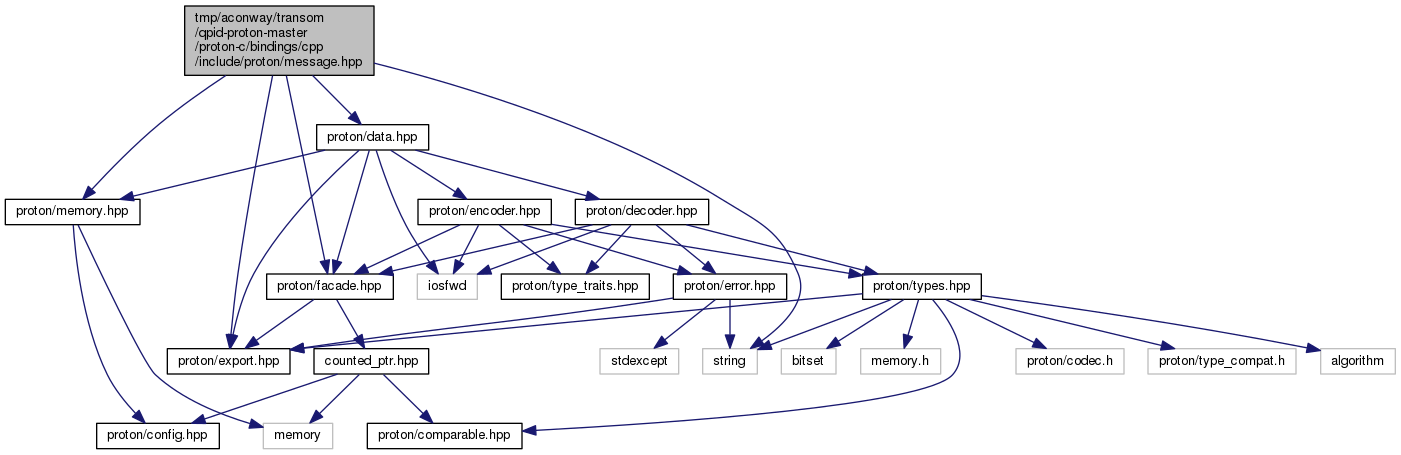 tmp/aconway/transom
/qpid-proton-master
/proton-c/bindings/cpp
/include/proton/message.hpp
proton/data.hpp
proton/memory.hpp
proton/encoder.hpp
proton/decoder.hpp
proton/facade.hpp
iosfwd
proton/type_traits.hpp
proton/error.hpp
proton/types.hpp
proton/export.hpp
counted_ptr.hpp
stdexcept
string
bitset
memory.h
proton/codec.h
proton/type_compat.h
algorithm
proton/config.hpp
memory
proton/comparable.hpp